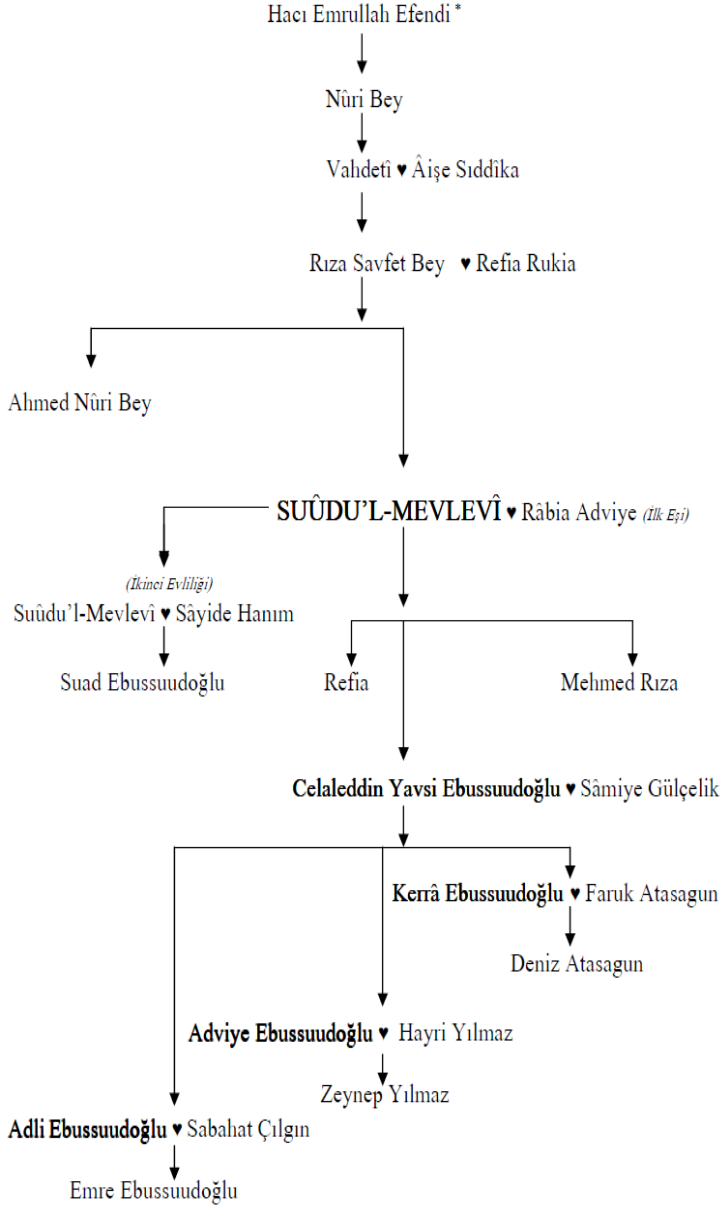 Hacı Emrullah Efendi *
Nûri Bey
Vahdetî ♥ Âişe Sıddîka
Rıza Savfet Bey ♥ Refia Rukia
Ahmed Nûri Bey
SUÛDU’L-MEVLEVÎ ♥ Râbia Adviye (İlk Eşi)
(İkinci Evliliği)
Suûdu’l-Mevlevî ♥ Sâyide Hanım
Suad Ebussuudoğlu
Refia
Mehmed Rıza
Celaleddin Yavsi Ebussuudoğlu ♥ Sâmiye Gülçelik
Kerrâ Ebussuudoğlu ♥ Faruk Atasagun
Deniz Atasagun
Adviye Ebussuudoğlu ♥ Hayri Yılmaz
Zeynep Yılmaz
Adli Ebussuudoğlu ♥ Sabahat Çılgın
Emre Ebussuudoğlu